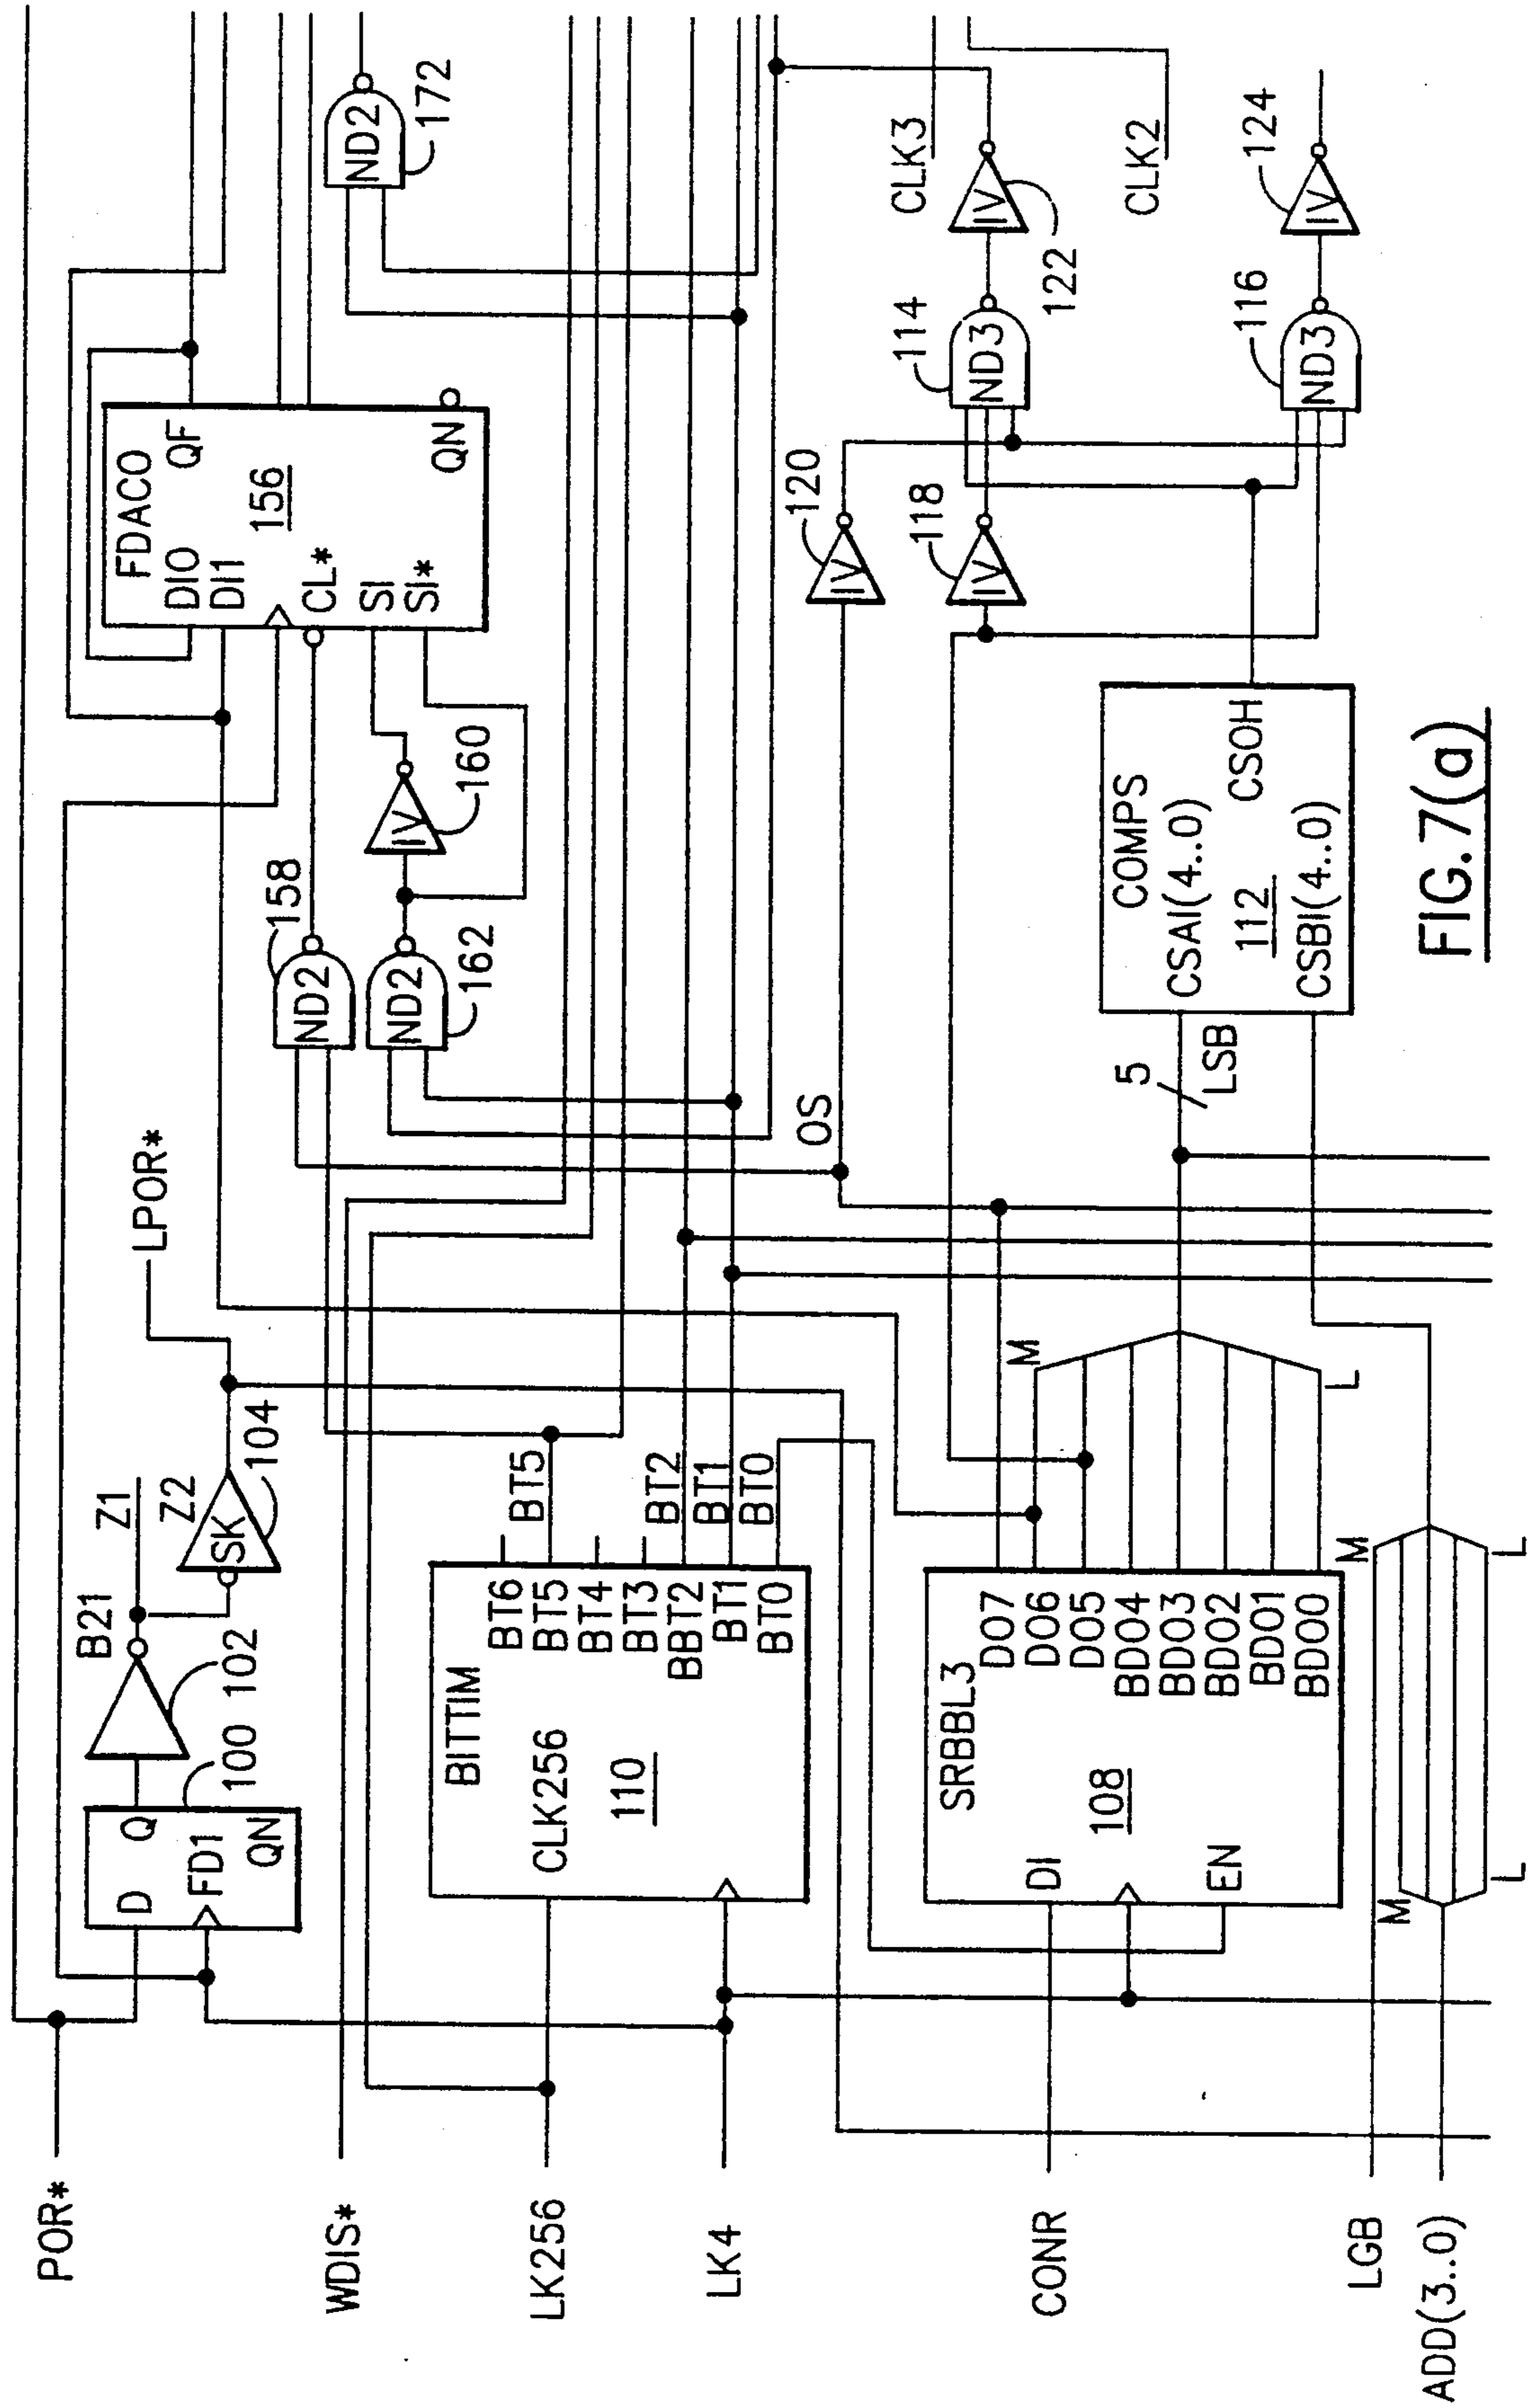 POR*
WDIS*
LK256
LK4
CONR
LGB
ADD(3..0)
D
Q
FD1
QN
100
102
B21
Z1
Z2
SK
104
LPOR*
BITTIM
CLK256
110
BT6
BT5
BT4
BT3
BBT2
BT1
BT0
BT5
BT2
BT1
BT0
SRBBL3
DI
108
EN
DO7
DO6
DO5
BDO4
BDO3
BDO2
BDO1
BDO0
M
L
M
L
M
L
ND2
158
ND2
162
IV
160
FDACO
DIO
QF
DI1
156
CL*
SI
SI*
QN
ND2
172
OS
5
LSB
COMPS
CSAI(4..0)
112
CSOH
CSBI(4..0)
IV
120
IV
118
ND3
114
ND3
116
IV
122
IV
124
CLK3
CLK2
FIG.7(a)